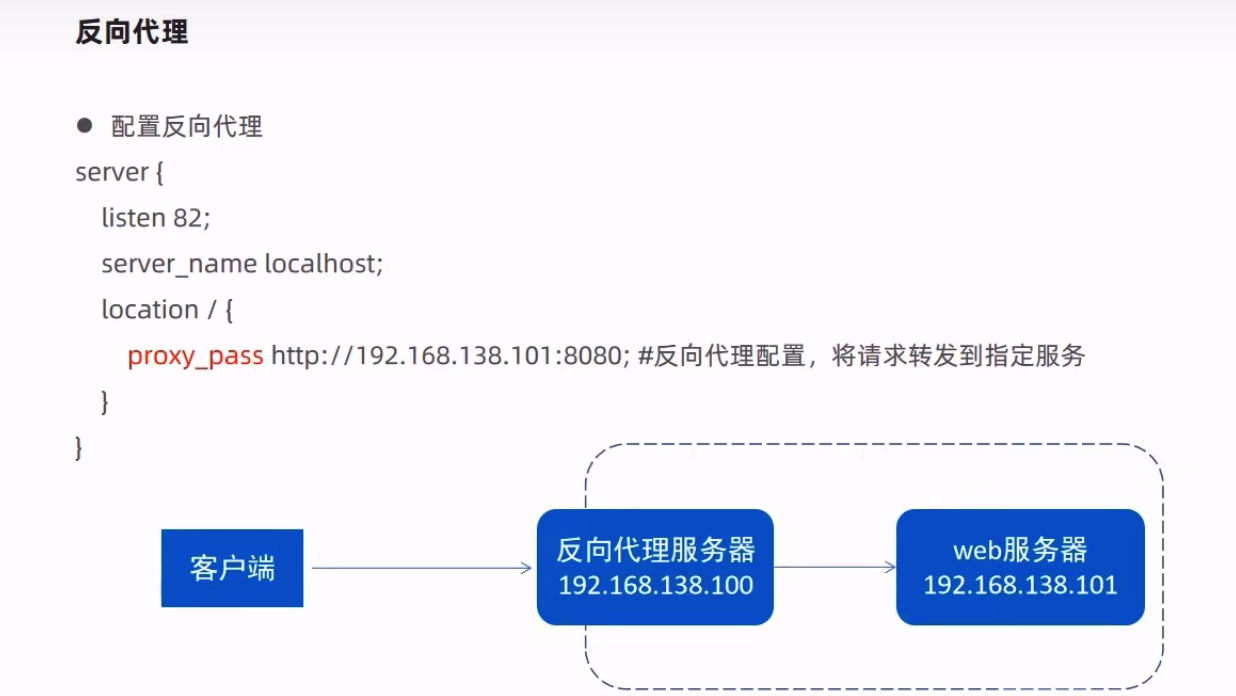 反向代理
● 配置反向代理
server {
listen 82;
server_name localhost;
location / {
proxy_pass http://192.168.138.101:8080; #反向代理配置，将请求转发到指定服务
}
}
客户端
反向代理服务器
192.168.138.100
web服务器
192.168.138.101